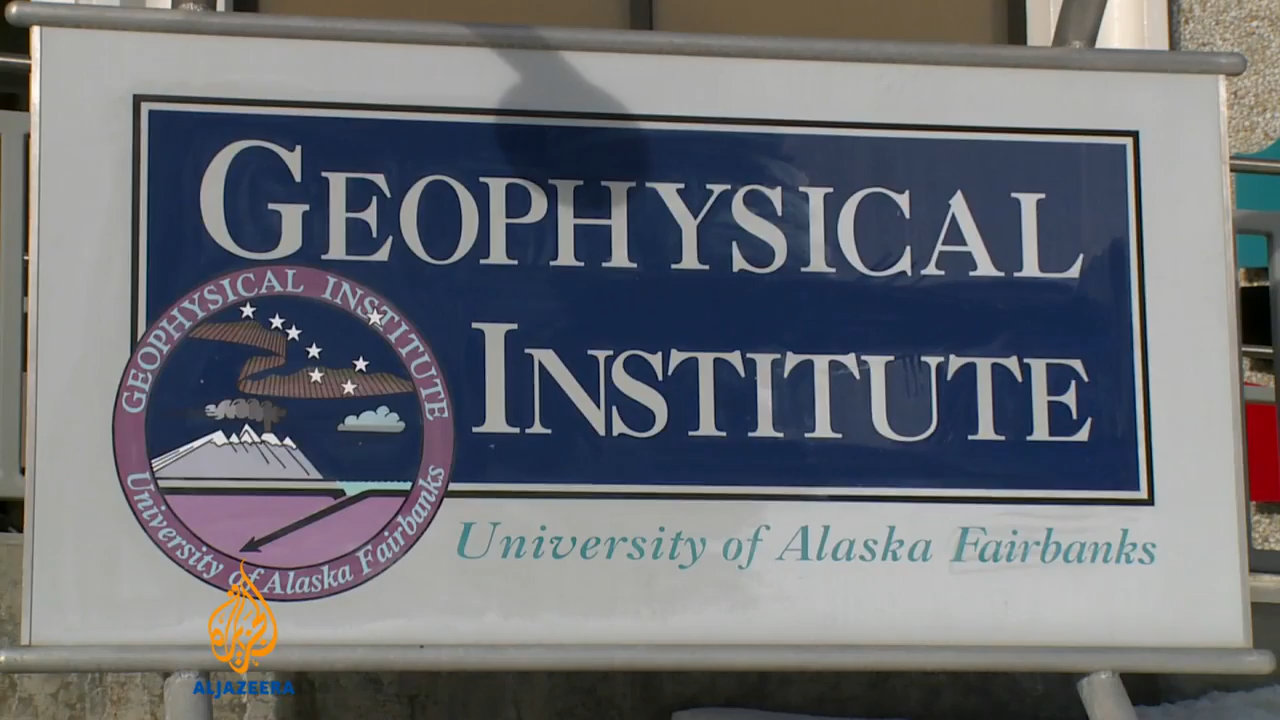 GEOPHYSICAL
INSTITUTE
GEOPHYSICAL INSTITUTE
University of Alaska Fairbanks
University of Alaska Fairbanks
ALJAZEERA